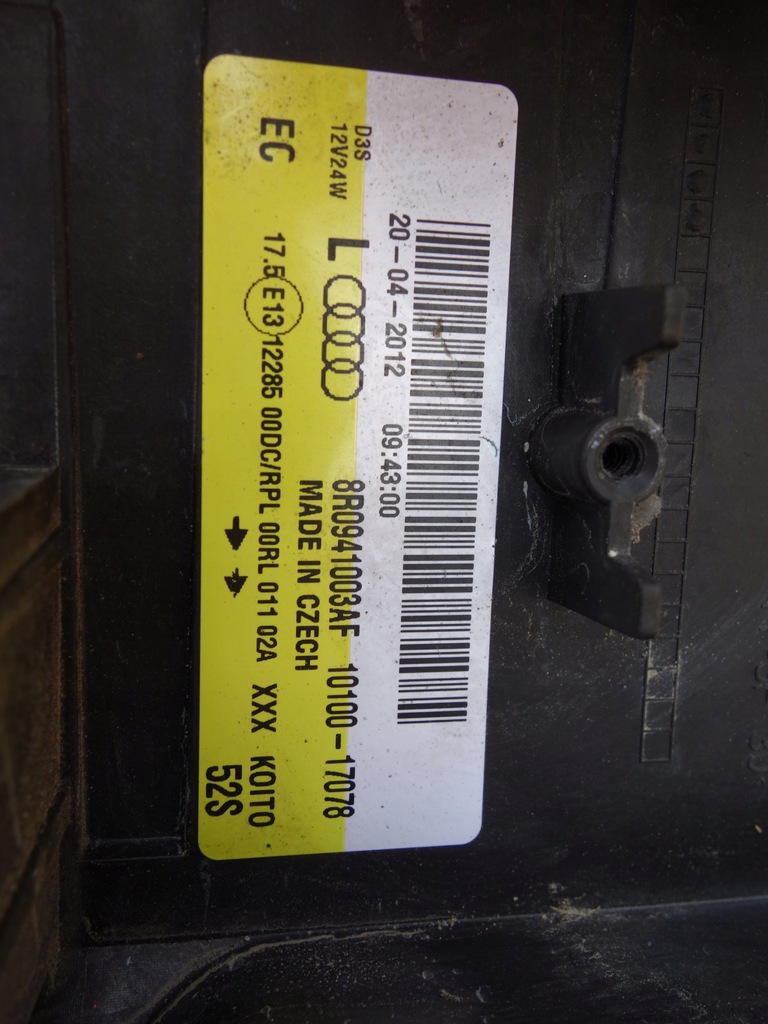 20-04-2012 09:43:00
D3S
12V24W
L 8R0941003AF 10100-17078
MADE IN CZECH
EC 17.5 E13 12285 00DC/RPL 00RL 011 02A XXX KOITO
52S